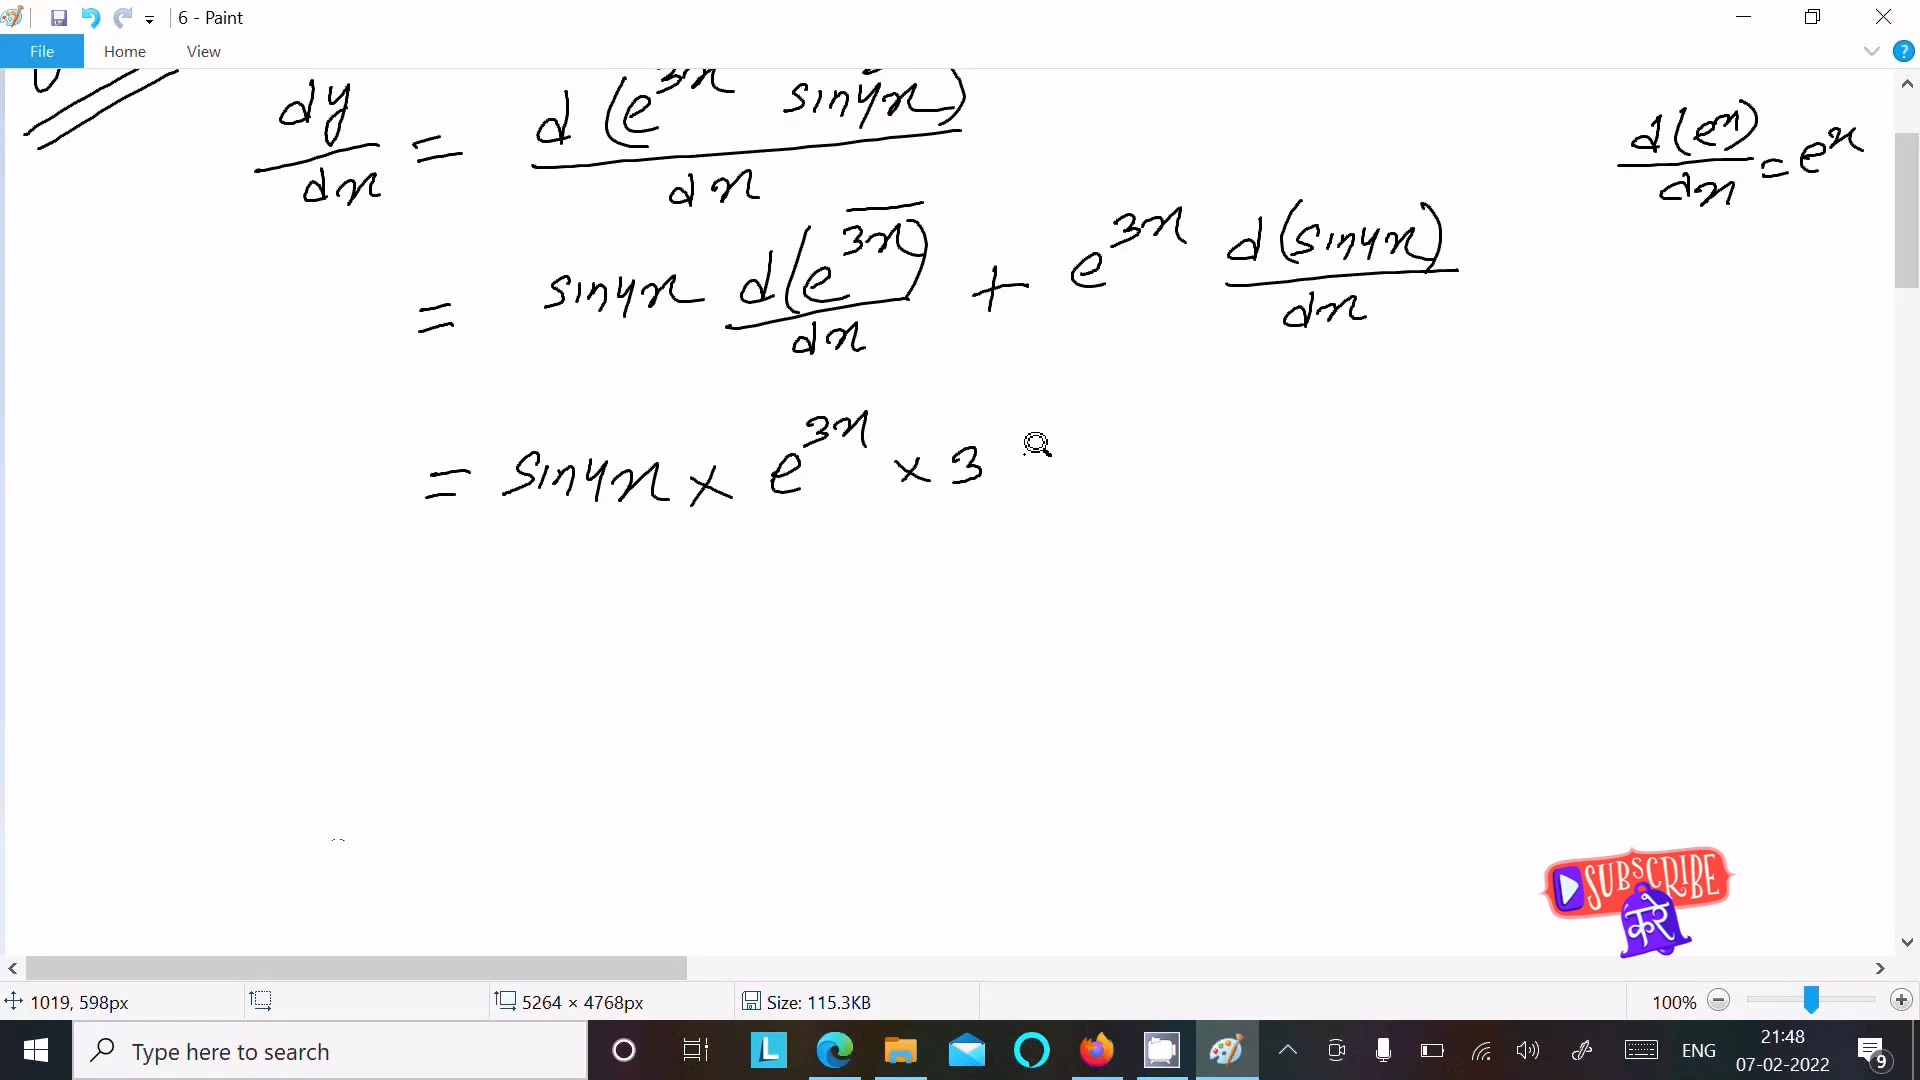 6 - Paint
File Home View
dy/dx = d(e^3x sin4x)/dx
d(e^x)/dx = e^x
= sin4x d(e^3x)/dx + e^3x d(sin4x)/dx
= sin4x × e^3x × 3
SUBSCRIBE
करे
1019, 598px 5264 × 4768px Size: 115.3KB 100%
Type here to search L ENG 21:48
07-02-2022 9